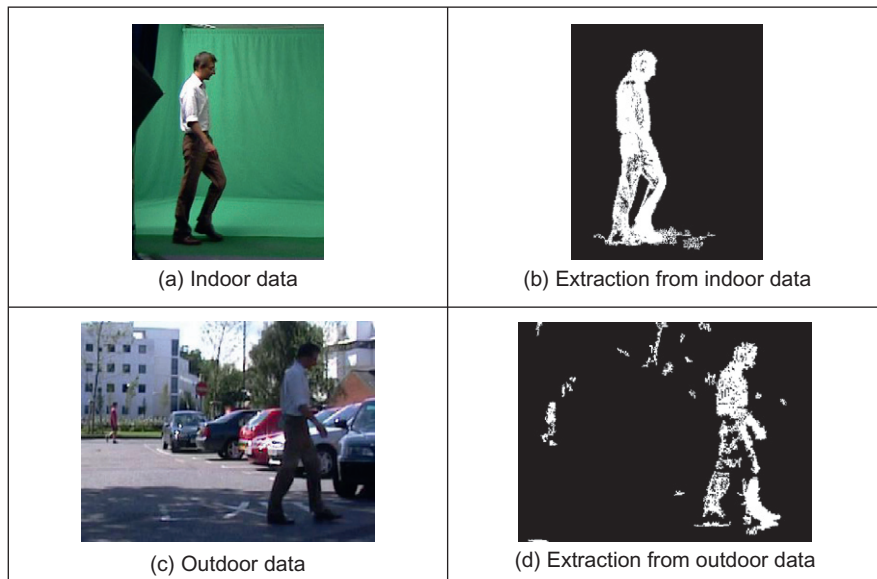 (a) Indoor data
(b) Extraction from indoor data
(c) Outdoor data
(d) Extraction from outdoor data